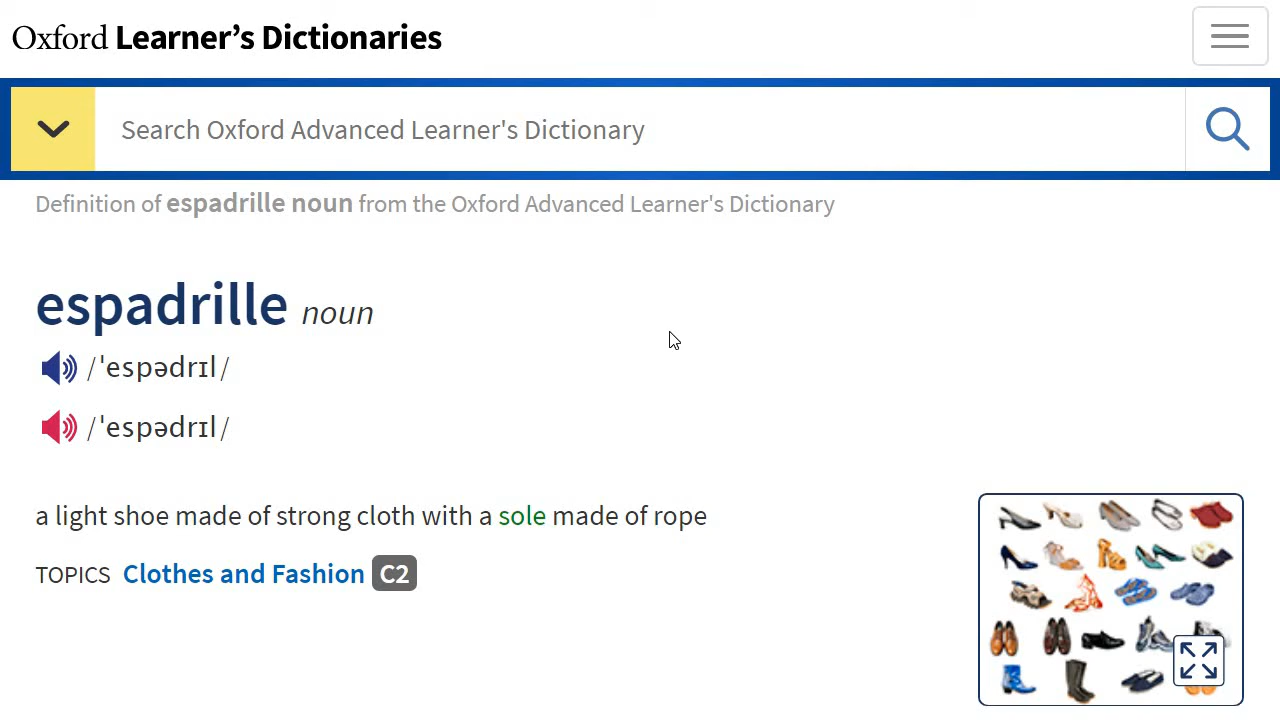 Oxford Learner's Dictionaries
Search Oxford Advanced Learner's Dictionary
Definition of espadrille noun from the Oxford Advanced Learner's Dictionary
espadrille noun
/ˈespədrɪl/
/ˈespədrɪl/
a light shoe made of strong cloth with a sole made of rope
TOPICS Clothes and Fashion C2